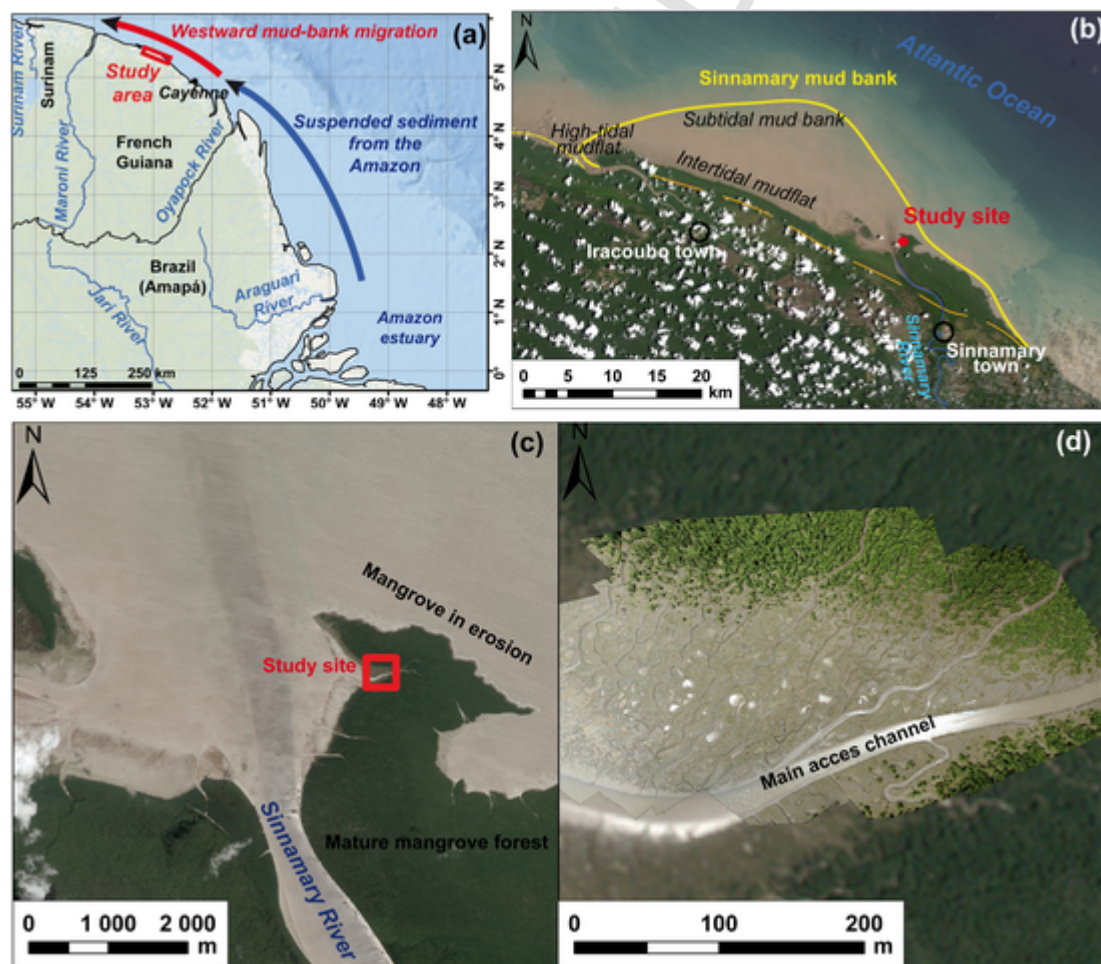 (a)
Westward mud-bank migration
Surinam River
Surinam
Study
area
Cayenne
5° N
Suspended sediment
from the
Amazon
4° N
French
Guiana
Maroni River
Oyapock River
3° N
2° N
Brazil
(Amapá)
Araguari
River
Jari River
1° N
Amazon
estuary
0°
0 125 250 km
55° W 54° W 53° W 52° W 51° W 50° W 49° W 48° W
N
(b)
Atlantic Ocean
Sinnamary mud bank
Subtidal mud bank
High-tidal
mudflat
Intertidal mudflat
Study site
Iracoubo town
Sinnamary
River
Sinnamary
town
0 5 10 15 20
km
N
(c)
Mangrove in erosion
Study site
Mature mangrove forest
Sinnamary River
0 1 000 2 000
m
N
(d)
Main acces channel
0 100 200
m